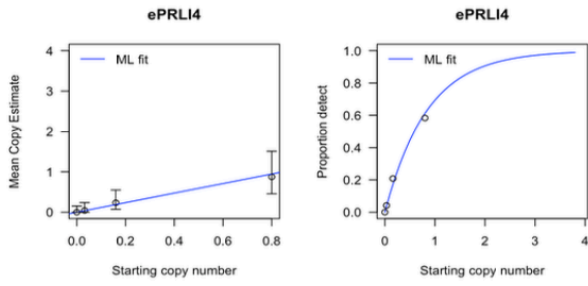 ePRLI4
ML fit
Mean Copy Estimate
4
3
2
1
0
0.0 0.2 0.4 0.6 0.8
Starting copy number
ePRLI4
ML fit
Proportion detect
1.0
0.8
0.6
0.4
0.2
0.0
0 1 2 3 4
Starting copy number